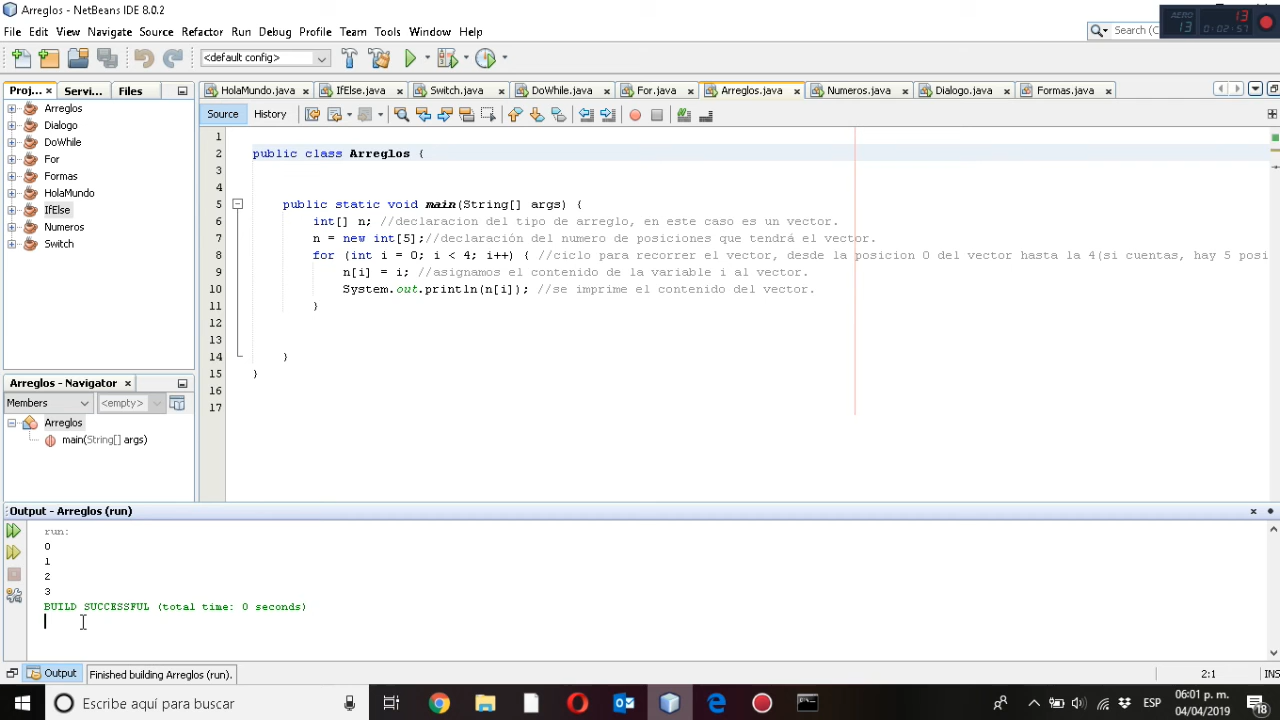 Arreglos - NetBeans IDE 8.0.2
File Edit View Navigate Source Refactor Run Debug Profile Team Tools Window Help
Search (C
AERO
13
13
0:02:57
<default config>
Proj... Servi... Files
HolaMundo.java IfElse.java Switch.java DoWhile.java For.java Arreglos.java Numeros.java Dialogo.java Formas.java
Source History
Arreglos
Dialogo
DoWhile
For
Formas
HolaMundo
IfElse
Numeros
Switch
1
2 public class Arreglos {
3
4
5 public static void main(String[] args) {
6 int[] n; //declaracion del tipo de arreglo, en este caso es un vector.
7 n = new int[5];//declaración del numero de posiciones que tendrá el vector.
8 for (int i = 0; i < 4; i++) { //ciclo para recorrer el vector, desde la posicion 0 del vector hasta la 4(si cuentas, hay 5 posi
9 n[i] = i; //asignamos el contenido de la variable i al vector.
10 System.out.println(n[i]); //se imprime el contenido del vector.
11 }
12
13
14 }
15 }
16
17
Arreglos - Navigator
Members <empty>
Arreglos
main(String[] args)
Output - Arreglos (run)
run:
0
1
2
3
BUILD SUCCESSFUL (total time: 0 seconds)
Output Finished building Arreglos (run). 2:1 INS
Escribe aquí para buscar
ESP
06:01 p. m.
04/04/2019
18